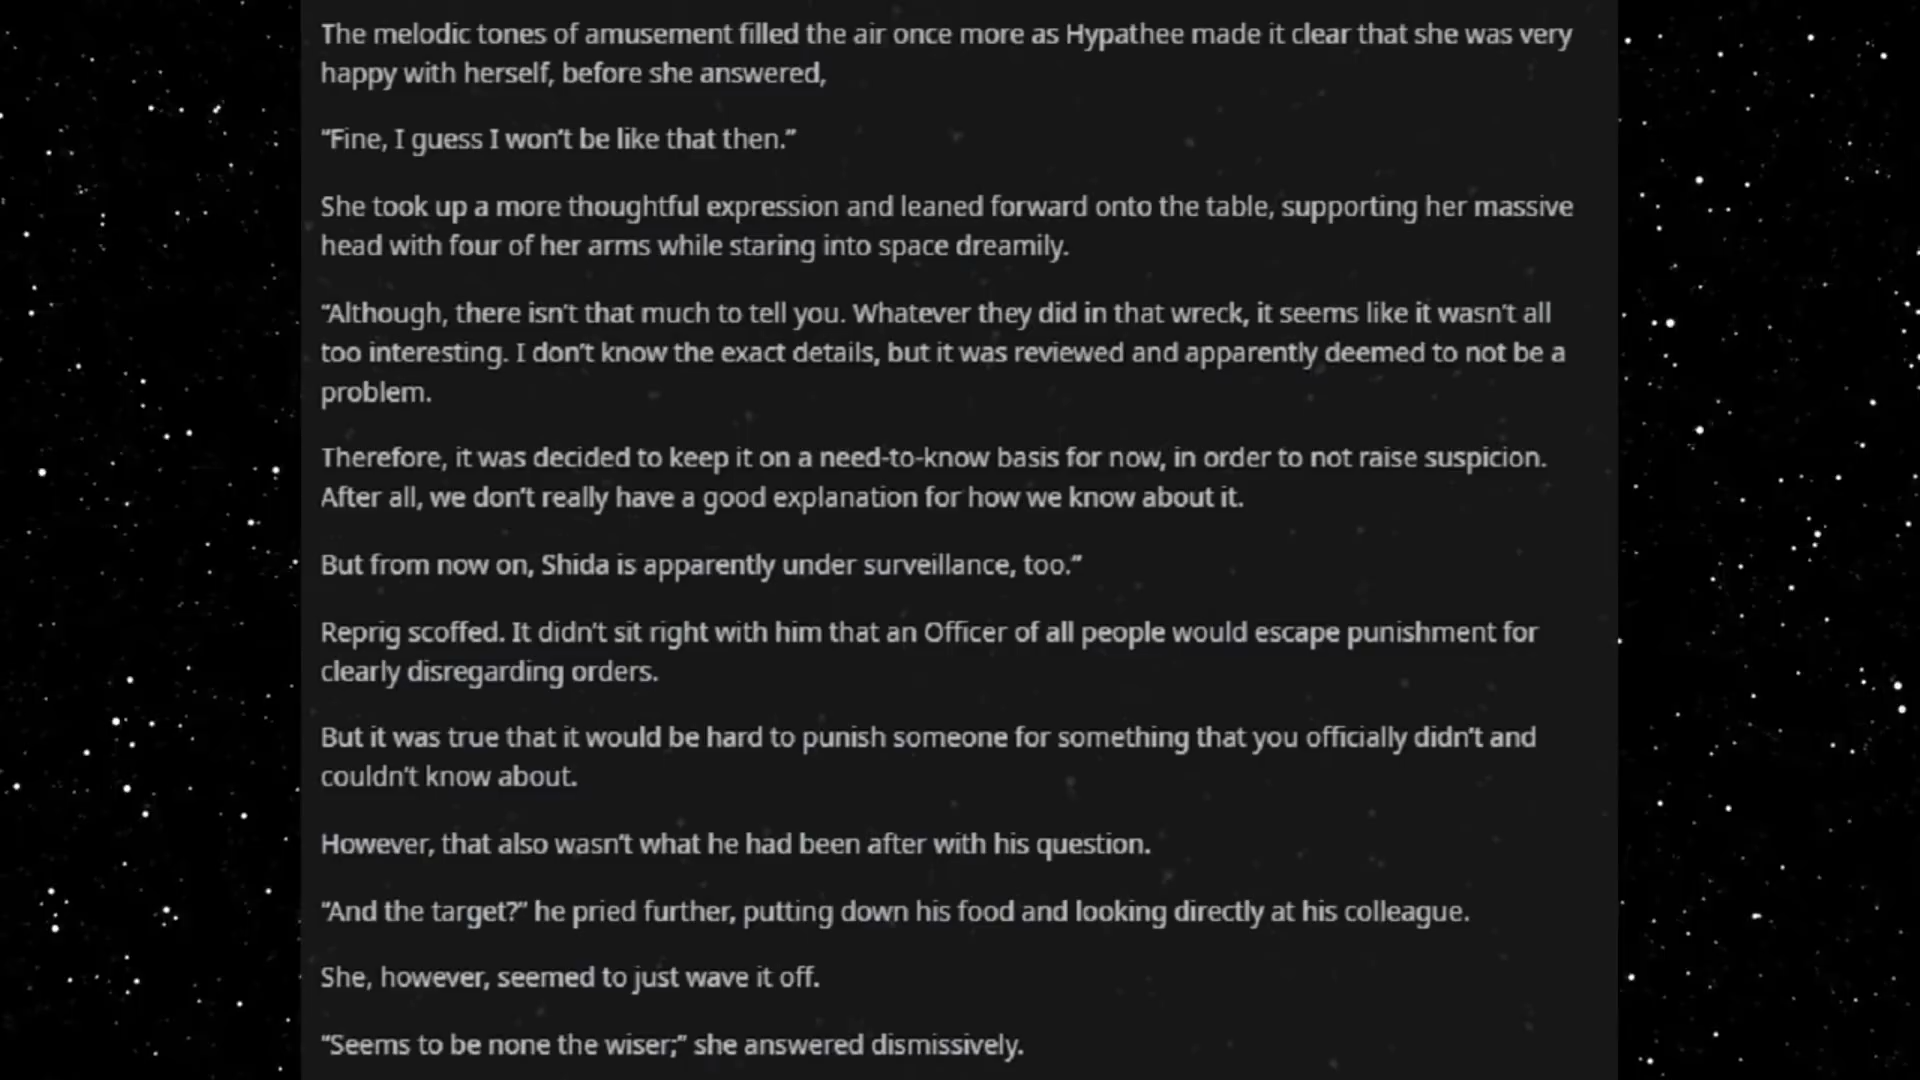 The melodic tones of amusement filled the air once more as Hypathee made it clear that she was very
happy with herself, before she answered,
“Fine, I guess I won’t be like that then.”
She took up a more thoughtful expression and leaned forward onto the table, supporting her massive
head with four of her arms while staring into space dreamily.
“Although, there isn’t that much to tell you. Whatever they did in that wreck, it seems like it wasn’t all
too interesting. I don’t know the exact details, but it was reviewed and apparently deemed to not be a
problem.
Therefore, it was decided to keep it on a need-to-know basis for now, in order to not raise suspicion.
After all, we don’t really have a good explanation for how we know about it.
But from now on, Shida is apparently under surveillance, too.”
Reprig scoffed. It didn’t sit right with him that an Officer of all people would escape punishment for
clearly disregarding orders.
But it was true that it would be hard to punish someone for something that you officially didn’t and
couldn’t know about.
However, that also wasn’t what he had been after with his question.
“And the target?” he pried further, putting down his food and looking directly at his colleague.
She, however, seemed to just wave it off.
“Seems to be none the wiser;” she answered dismissively.